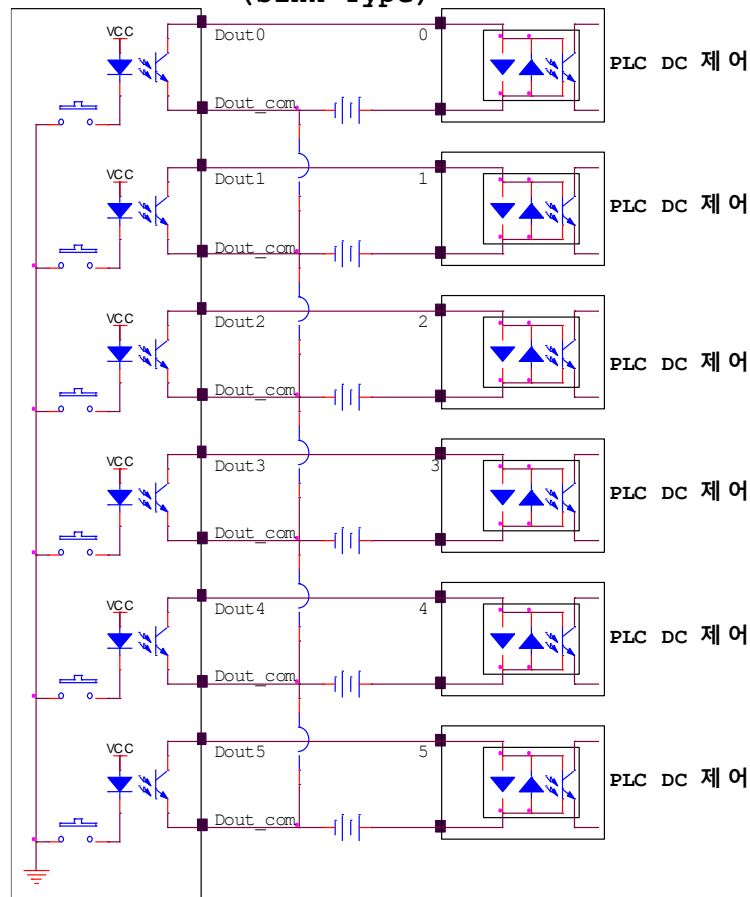 (Sink Type)
VCC
Dout0 0
PLC DC 제어
Dout_com
VCC
Dout1 1
PLC DC 제어
Dout_com
VCC
Dout2 2
PLC DC 제어
Dout_com
VCC
Dout3 3
PLC DC 제어
Dout_com
VCC
Dout4 4
PLC DC 제어
Dout_com
VCC
Dout5 5
PLC DC 제어
Dout_com